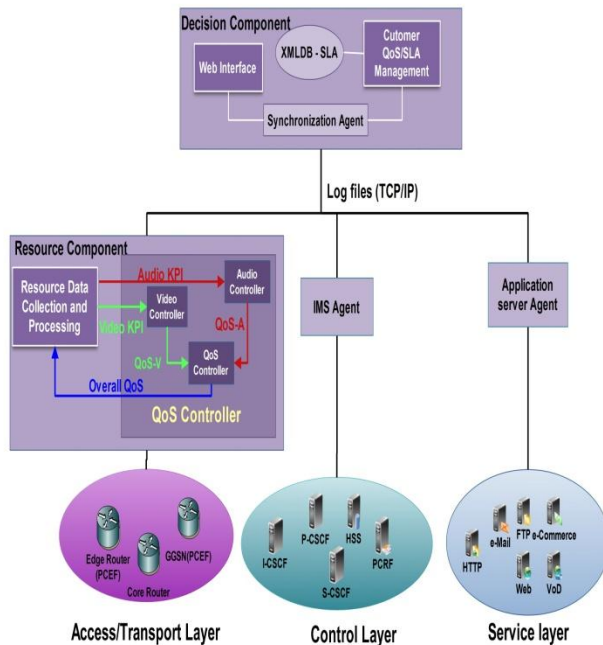 Decision Component
XMLDB - SLA
Cutomer
QoS/SLA
Management
Web Interface
Synchronization Agent
Log files (TCP/IP)
Resource Component
Resource Data
Collection and
Processing
Audio KPI
Audio
Controller
Video
Controller
Video KPI
QoS-A
QoS-V
QoS
Controller
Overall QoS
QoS Controller
IMS Agent
Application
server Agent
Edge Router
(PCEF)
GGSN(PCEF)
Core Router
I-CSCF
P-CSCF
HSS
PCRF
S-CSCF
HTTP
e-Mail
FTP
e-Commerce
Web
VoD
Access/Transport Layer
Control Layer
Service layer